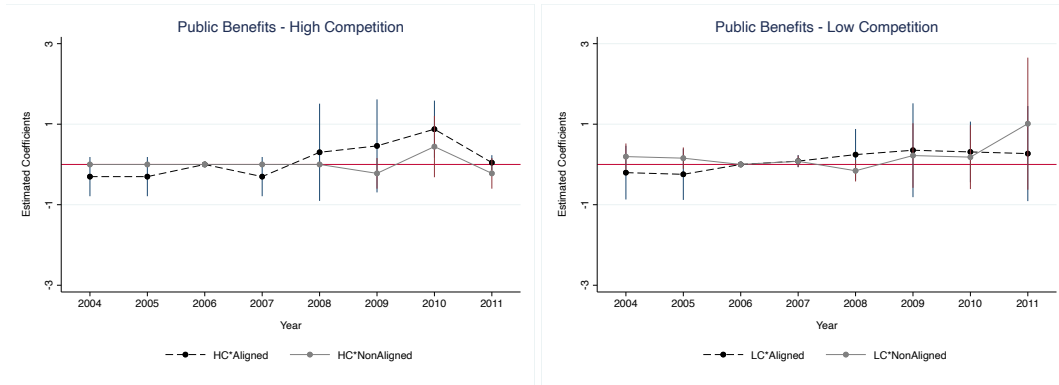 Public Benefits - High Competition
Estimated Coefficients
3
1
-1
-3
2004 2005 2006 2007 2008 2009 2010 2011
Year
HC*Aligned HC*NonAligned
Public Benefits - Low Competition
Estimated Coefficients
3
1
-1
-3
2004 2005 2006 2007 2008 2009 2010 2011
Year
LC*Aligned LC*NonAligned